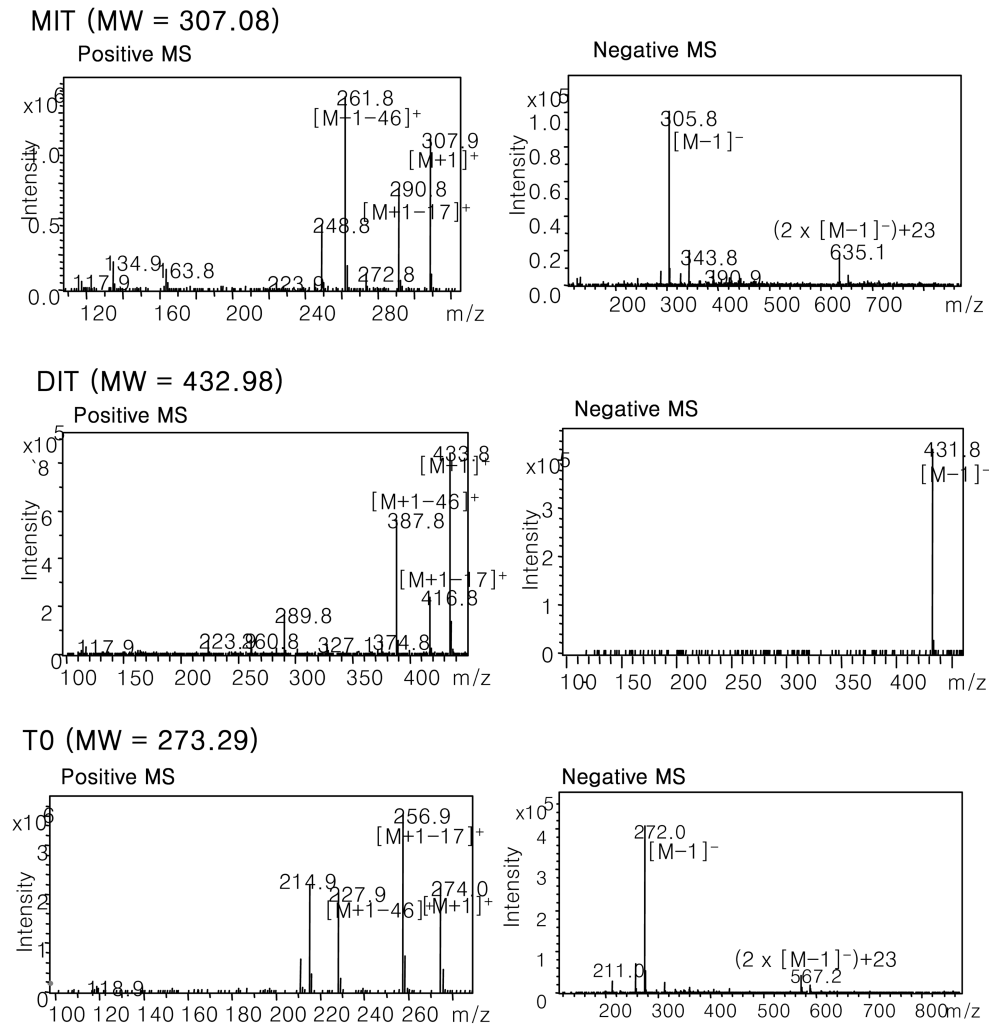 MIT (MW = 307.08)
Positive MS
Negative MS
x10⁶
Intensity
1.0
0.5
0.0
261.8
[M+1-46]⁺
307.9
[M+1]⁺
290.8
[M+1-17]⁺
248.8
134.9
163.8
117.9
223.9
272.8
120
160
200
240
280
m/z
x10⁵
Intensity
1.0
0.8
0.6
0.4
0.2
0.0
305.8
[M-1]⁻
(2 x [M-1]⁻)+23
635.1
343.8
390.9
200
300
400
500
600
700
m/z
DIT (MW = 432.98)
Positive MS
Negative MS
x10⁵
Intensity
8
6
4
2
0
433.8
[M+1]⁺
[M+1-46]⁺
387.8
[M+1-17]⁺
416.8
289.8
117.9
223.9
260.8
374.8
100
150
200
250
300
350
400
m/z
x10⁵
Intensity
3
2
1
0
431.8
[M-1]⁻
100
150
200
250
300
350
400
m/z
T0 (MW = 273.29)
Positive MS
Negative MS
x10⁶
Intensity
3
2
1
0
256.9
[M+1-17]⁺
214.9
227.9
[M+1-46]⁺
274.0
[M+1]⁺
118.9
100
120
140
160
180
200
220
240
260
m/z
x10⁵
Intensity
4
3
2
1
0
272.0
[M-1]⁻
211.0
(2 x [M-1]⁻)+23
567.2
200
300
400
500
600
700
800
m/z